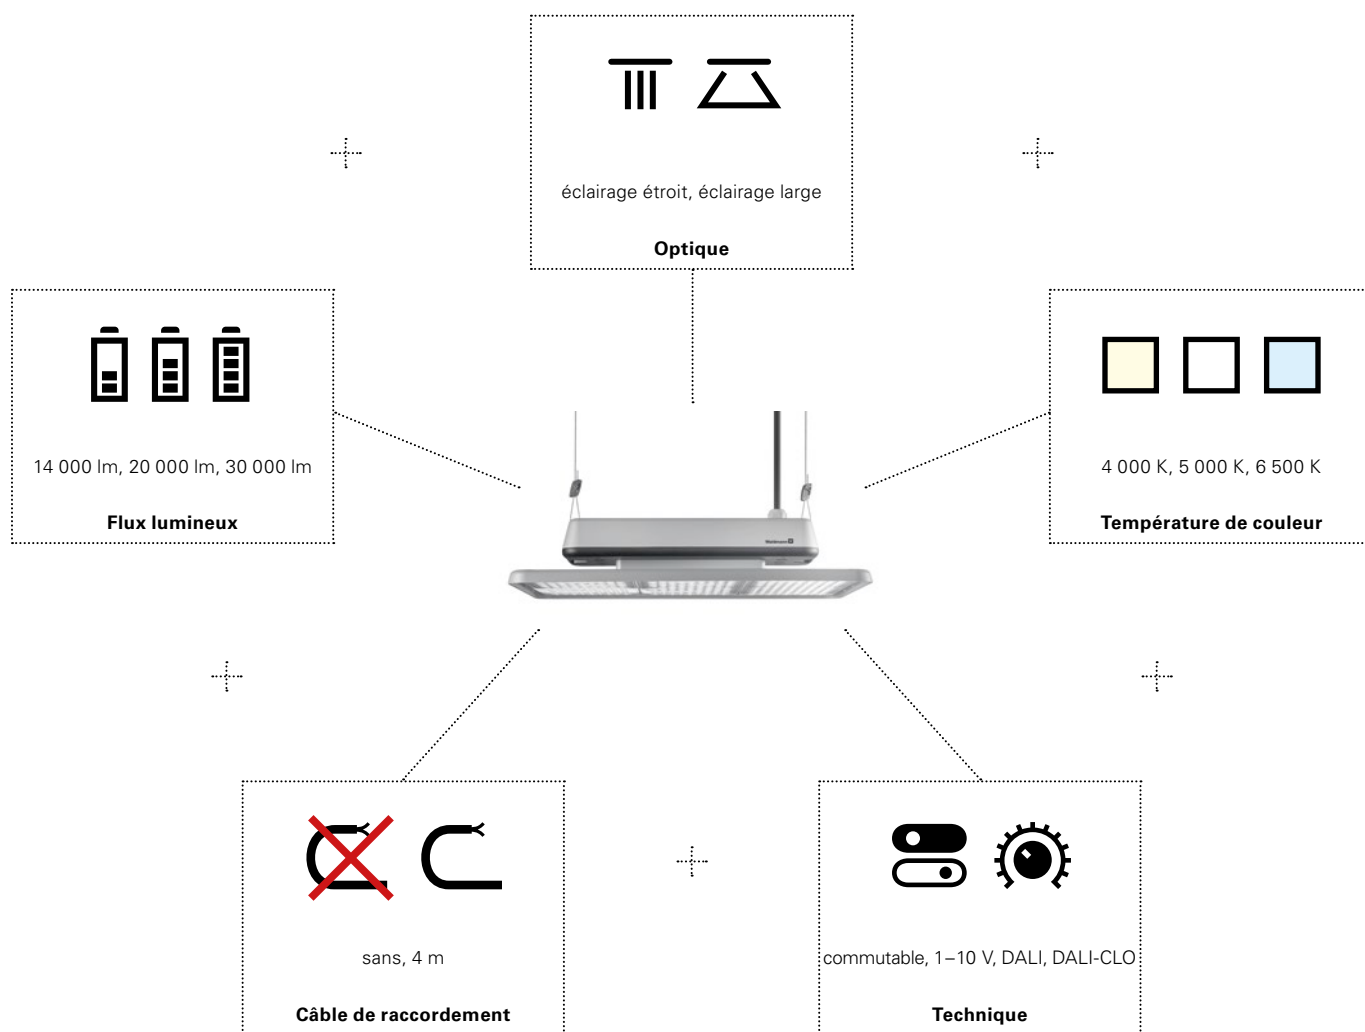 éclairage étroit, éclairage large
Optique
14 000 lm, 20 000 lm, 30 000 lm
Flux lumineux
4 000 K, 5 000 K, 6 500 K
Température de couleur
Waldmann
sans, 4 m
Câble de raccordement
commutable, 1–10 V, DALI, DALI-CLO
Technique